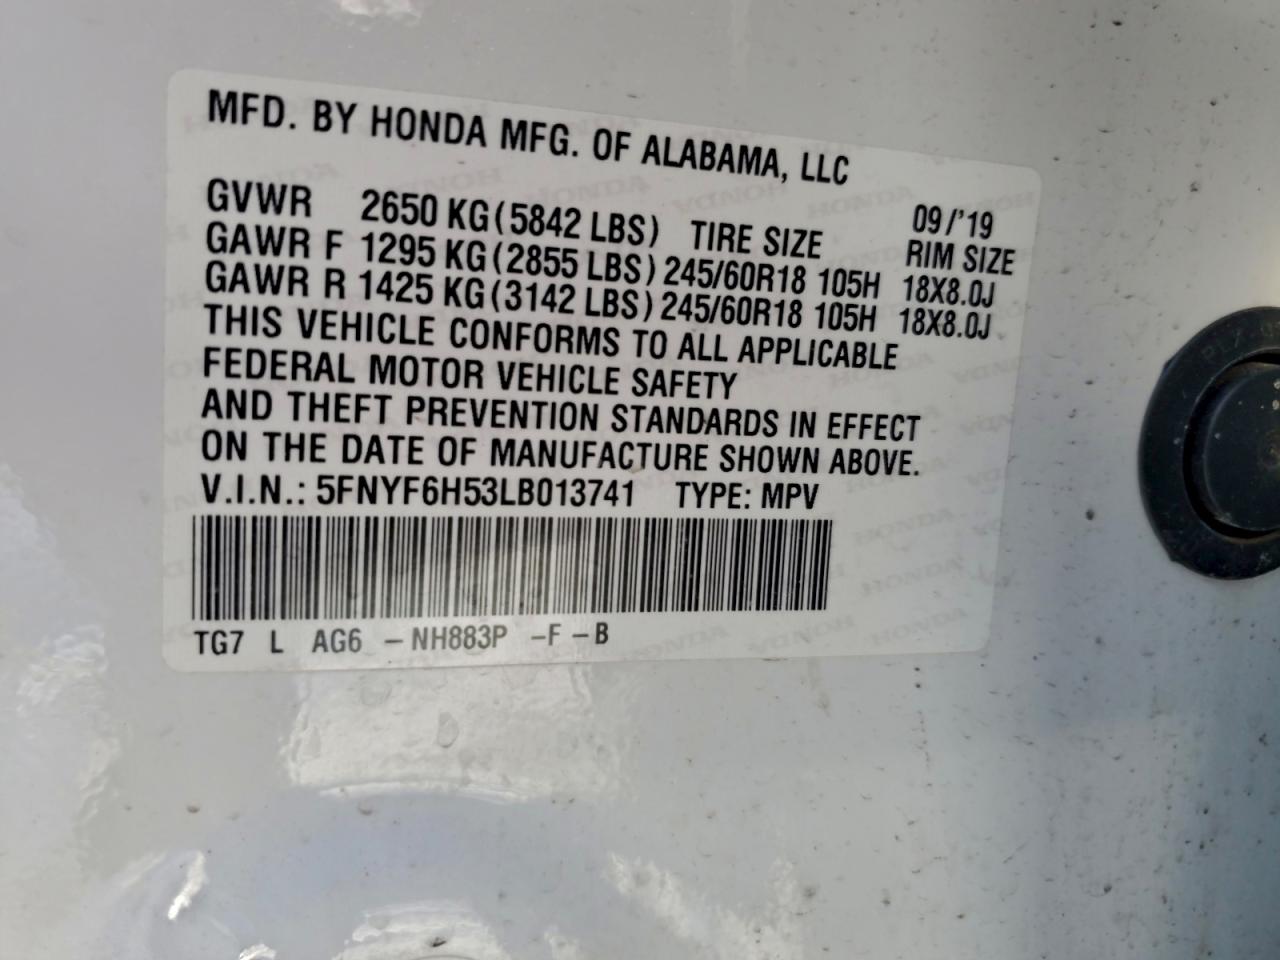 MFD. BY HONDA MFG. OF ALABAMA, LLC
09/'19
GVWR 2650 KG(5842 LBS) TIRE SIZE RIM SIZE
GAWR F 1295 KG(2855 LBS) 245/60R18 105H 18X8.0J
GAWR R 1425 KG(3142 LBS) 245/60R18 105H 18X8.0J
THIS VEHICLE CONFORMS TO ALL APPLICABLE
FEDERAL MOTOR VEHICLE SAFETY
AND THEFT PREVENTION STANDARDS IN EFFECT
ON THE DATE OF MANUFACTURE SHOWN ABOVE.
V.I.N.: 5FNYF6H53LB013741 TYPE: MPV
TG7 L AG6 -NH883P -F -B